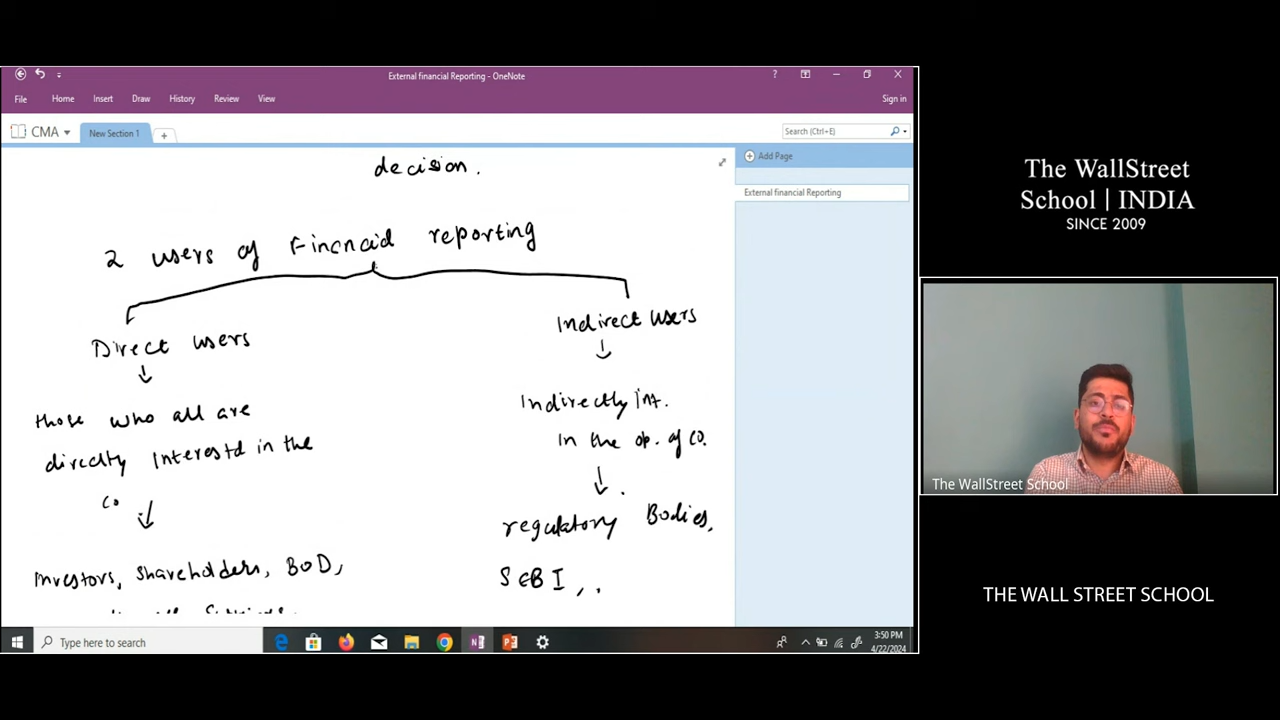 External financial Reporting - OneNote
File Home Insert Draw History Review View
Sign in
CMA
New Section 1
Search (Ctrl+E)
Add Page
External financial Reporting
decision.
2 users of Financial reporting
Direct users
Indirect users
those who all are
directly interestd in the
co
Indirectly Int.
in the op. of co.
regulatory Bodies,
Investors, shareholders, BOD,
SEBI, .
Type here to search
3:50 PM
4/22/2024
The WallStreet
School | INDIA
SINCE 2009
The WallStreet School
THE WALL STREET SCHOOL